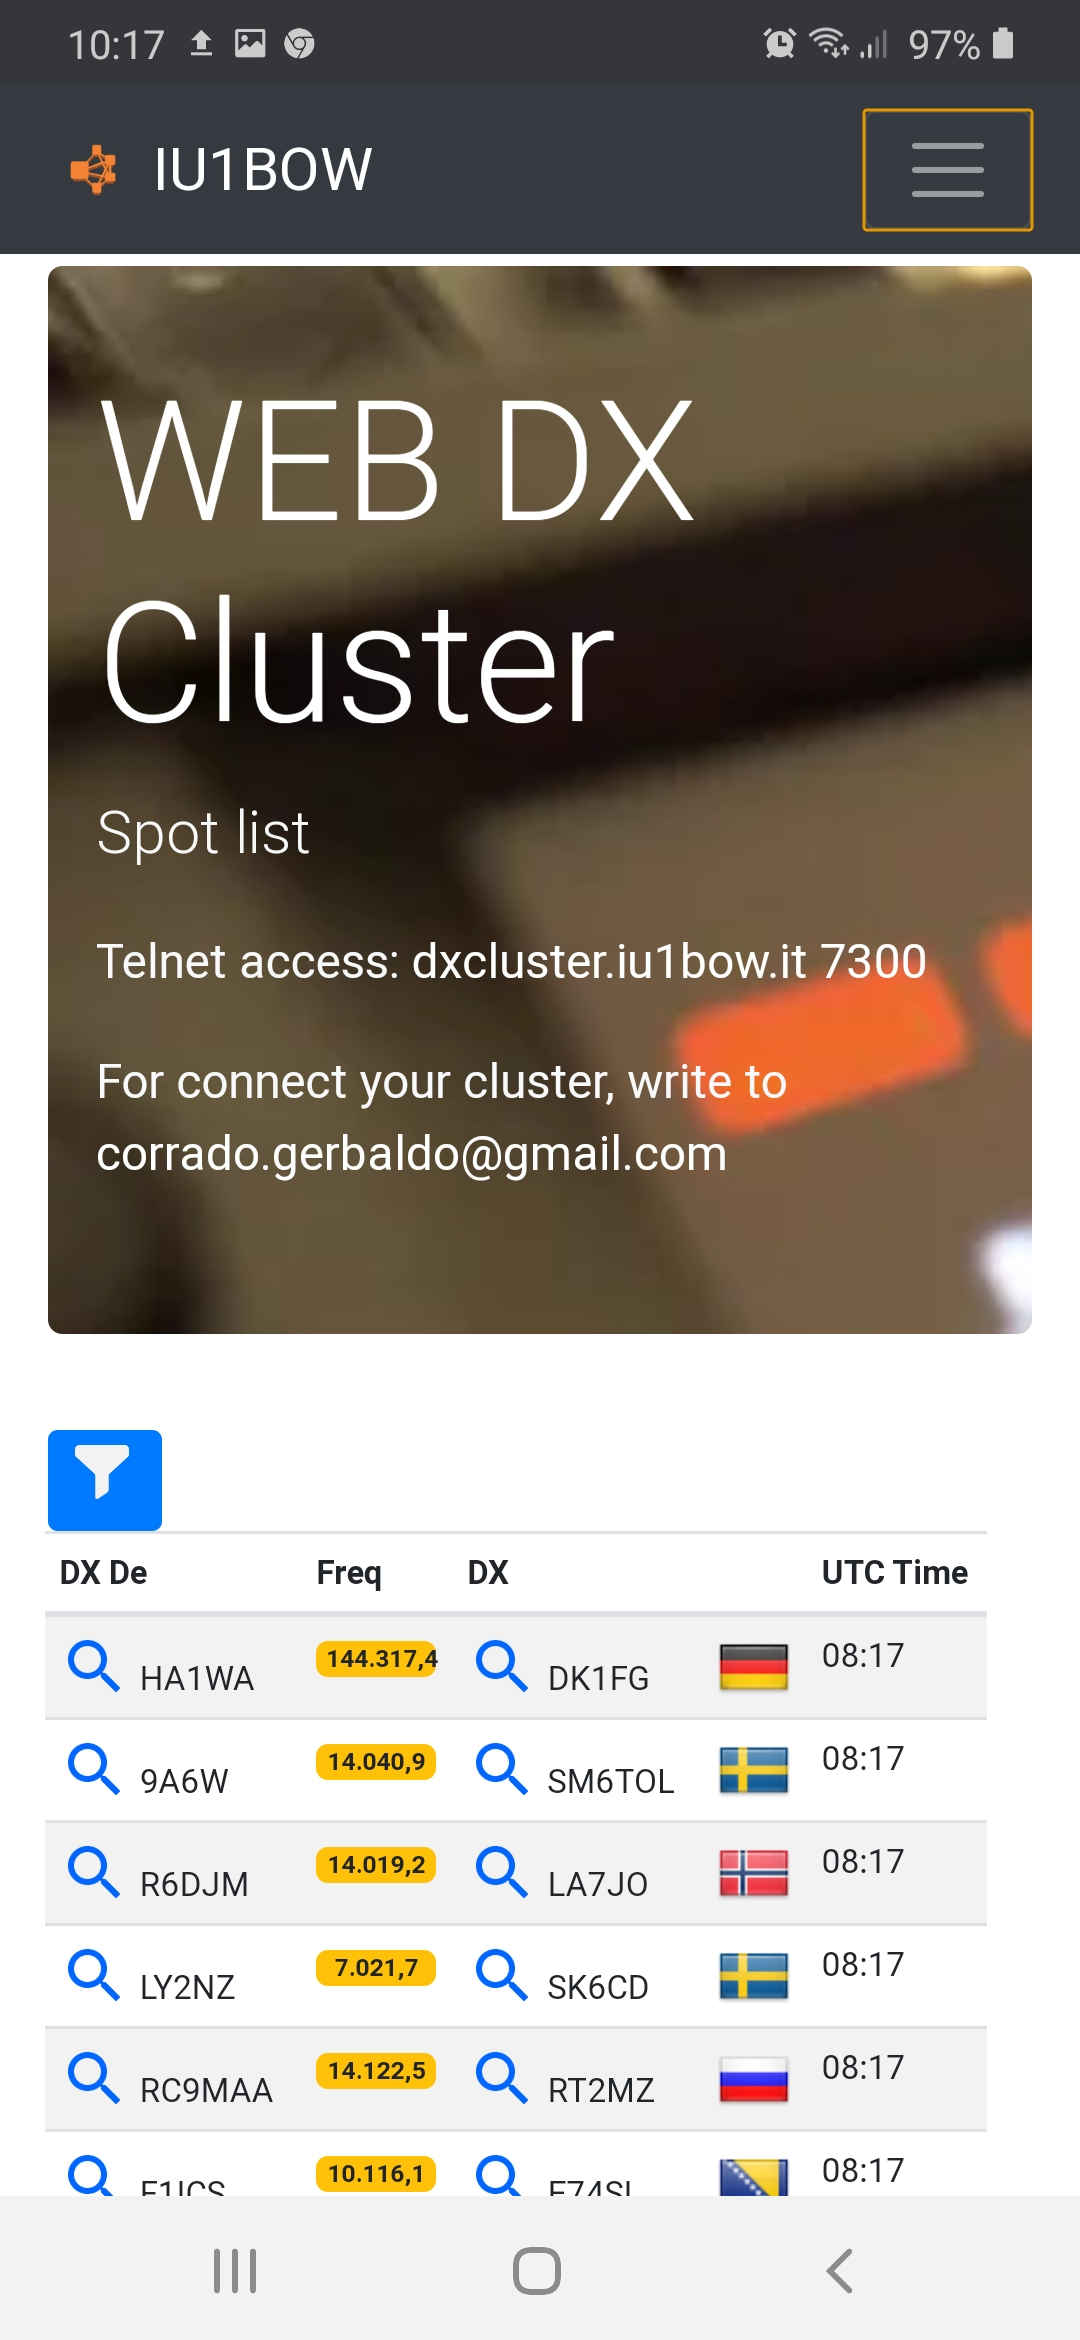 10:17 97%
IU1BOW
WEB DX
Cluster
Spot list
Telnet access: dxcluster.iu1bow.it 7300
For connect your cluster, write to
corrado.gerbaldo@gmail.com
DX De Freq DX UTC Time
HA1WA 144.317,4 DK1FG 08:17
9A6W 14.040,9 SM6TOL 08:17
R6DJM 14.019,2 LA7JO 08:17
LY2NZ 7.021,7 SK6CD 08:17
RC9MAA 14.122,5 RT2MZ 08:17
10.116,1 08:17